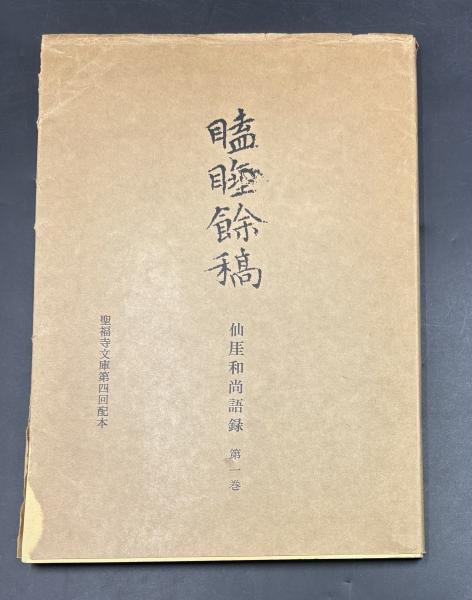 瞌睡餘稿
仙厓和尚語録 第一巻
聖福寺文庫第四回配本